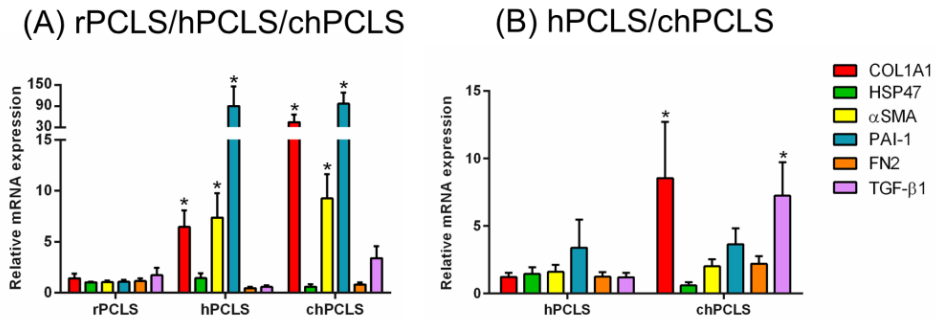 (A) rPCLS/hPCLS/chPCLS
Relative mRNA expression
150
90
30
15
10
5
0
*
*
*
*
*
*
rPCLS
hPCLS
chPCLS
(B) hPCLS/chPCLS
Relative mRNA expression
15
10
5
0
*
*
hPCLS
chPCLS
COL1A1
HSP47
αSMA
PAI-1
FN2
TGF-β1